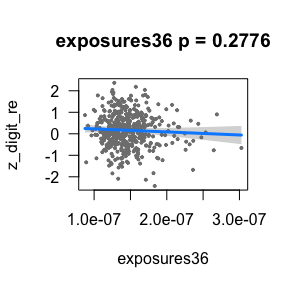 exposures36 p = 0.2776
z_digit_re
2
1
0
-1
-2
1.0e-07 2.0e-07 3.0e-07
exposures36